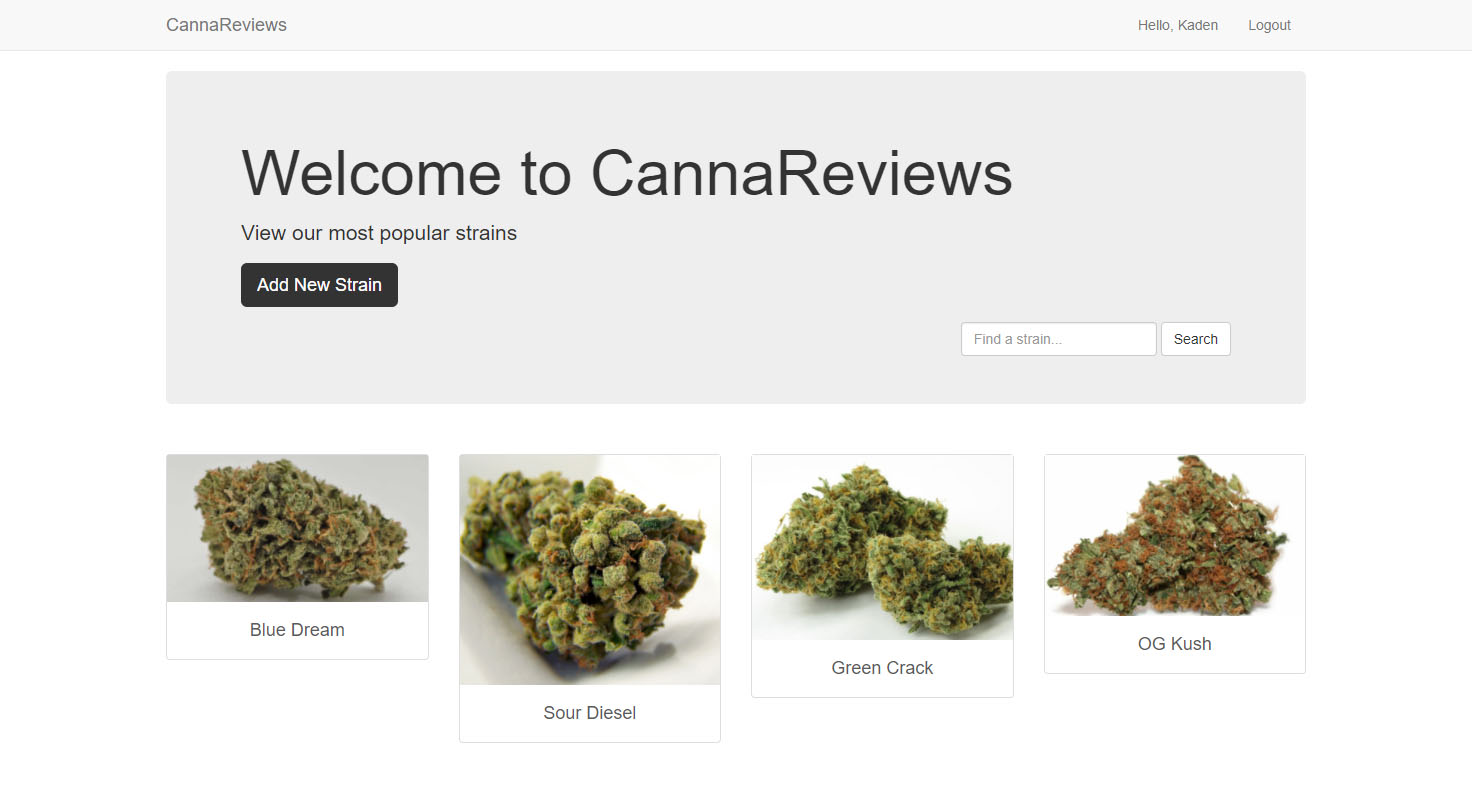 CannaReviews
Hello, Kaden
Logout
Welcome to CannaReviews
View our most popular strains
Add New Strain
Find a strain...
Search
Blue Dream
Sour Diesel
Green Crack
OG Kush